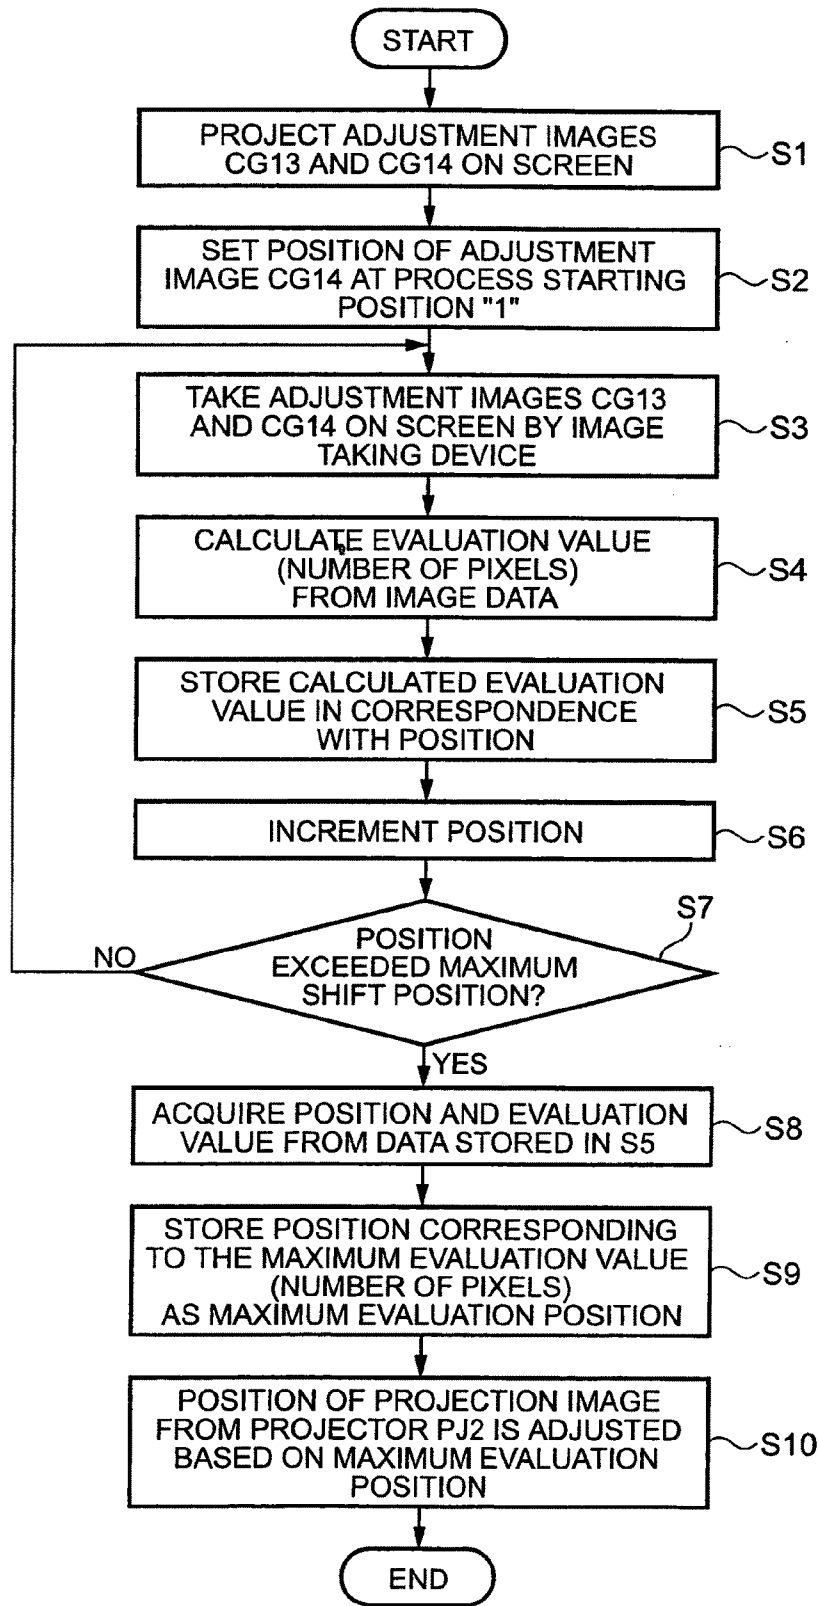 START
PROJECT ADJUSTMENT IMAGES
CG13 AND CG14 ON SCREEN
S1
SET POSITION OF ADJUSTMENT
IMAGE CG14 AT PROCESS STARTING
POSITION "1"
S2
TAKE ADJUSTMENT IMAGES CG13
AND CG14 ON SCREEN BY IMAGE
TAKING DEVICE
S3
CALCULATE EVALUATION VALUE
(NUMBER OF PIXELS)
FROM IMAGE DATA
S4
STORE CALCULATED EVALUATION
VALUE IN CORRESPONDENCE
WITH POSITION
S5
INCREMENT POSITION
S6
S7
POSITION
EXCEEDED MAXIMUM
SHIFT POSITION?
NO
YES
ACQUIRE POSITION AND EVALUATION
VALUE FROM DATA STORED IN S5
S8
STORE POSITION CORRESPONDING
TO THE MAXIMUM EVALUATION VALUE
(NUMBER OF PIXELS)
AS MAXIMUM EVALUATION POSITION
S9
POSITION OF PROJECTION IMAGE
FROM PROJECTOR PJ2 IS ADJUSTED
BASED ON MAXIMUM EVALUATION
POSITION
S10
END